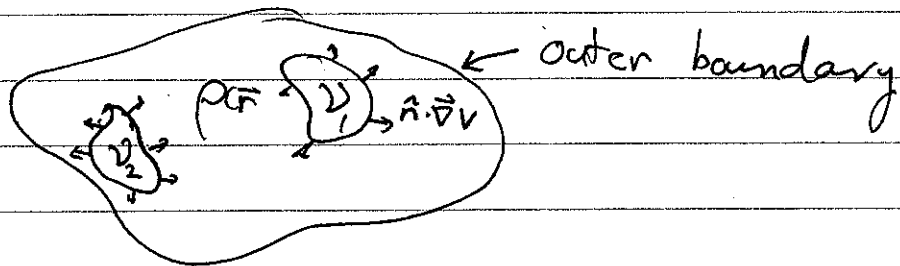 outer boundary
ρ(r⃗)
𝒱₁
n̂·∇⃗V
𝒱₂